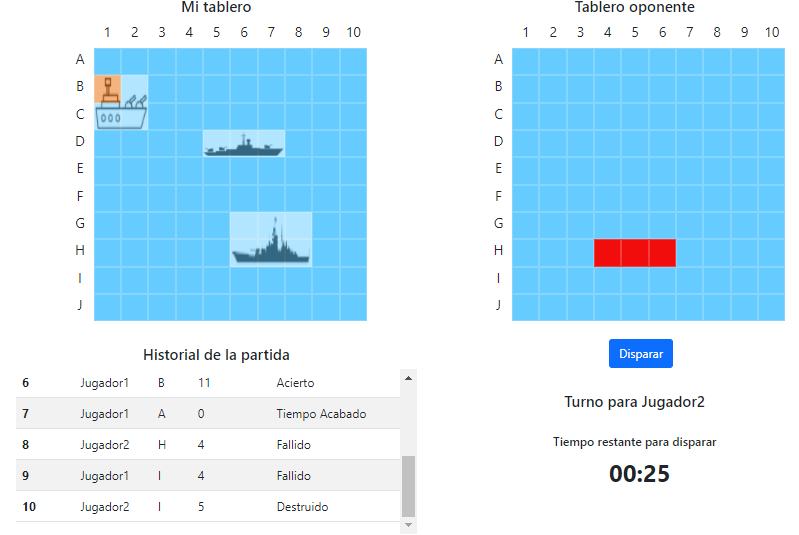 Mi tablero
1 2 3 4 5 6 7 8 9 10
A
B
C
D
E
F
G
H
I
J
Historial de la partida
6 Jugador1 B 11 Acierto
7 Jugador1 A 0 Tiempo Acabado
8 Jugador2 H 4 Fallido
9 Jugador1 I 4 Fallido
10 Jugador2 I 5 Destruido
Tablero oponente
1 2 3 4 5 6 7 8 9 10
A
B
C
D
E
F
G
H
I
J
Disparar
Turno para Jugador2
Tiempo restante para disparar
00:25